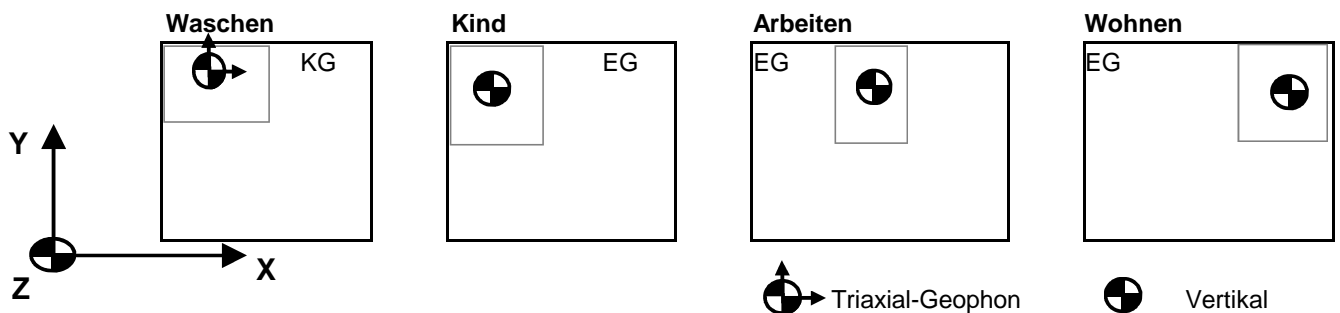 Waschen Kind Arbeiten Wohnen
KG EG EG EG
Y
X
Z
Triaxial-Geophon Vertikal